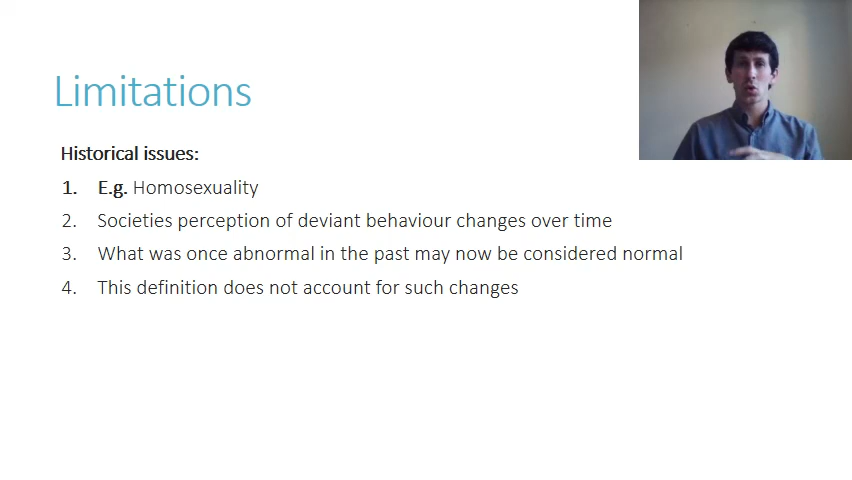 Limitations
Historical issues:
1. E.g. Homosexuality
2. Societies perception of deviant behaviour changes over time
3. What was once abnormal in the past may now be considered normal
4. This definition does not account for such changes